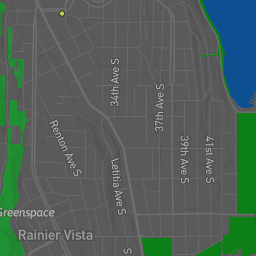 34th Ave S
37th Ave S
Renton Ave S
Letitia Ave S
39th Ave S
41st Ave S
Greenspace
Rainier Vista
S